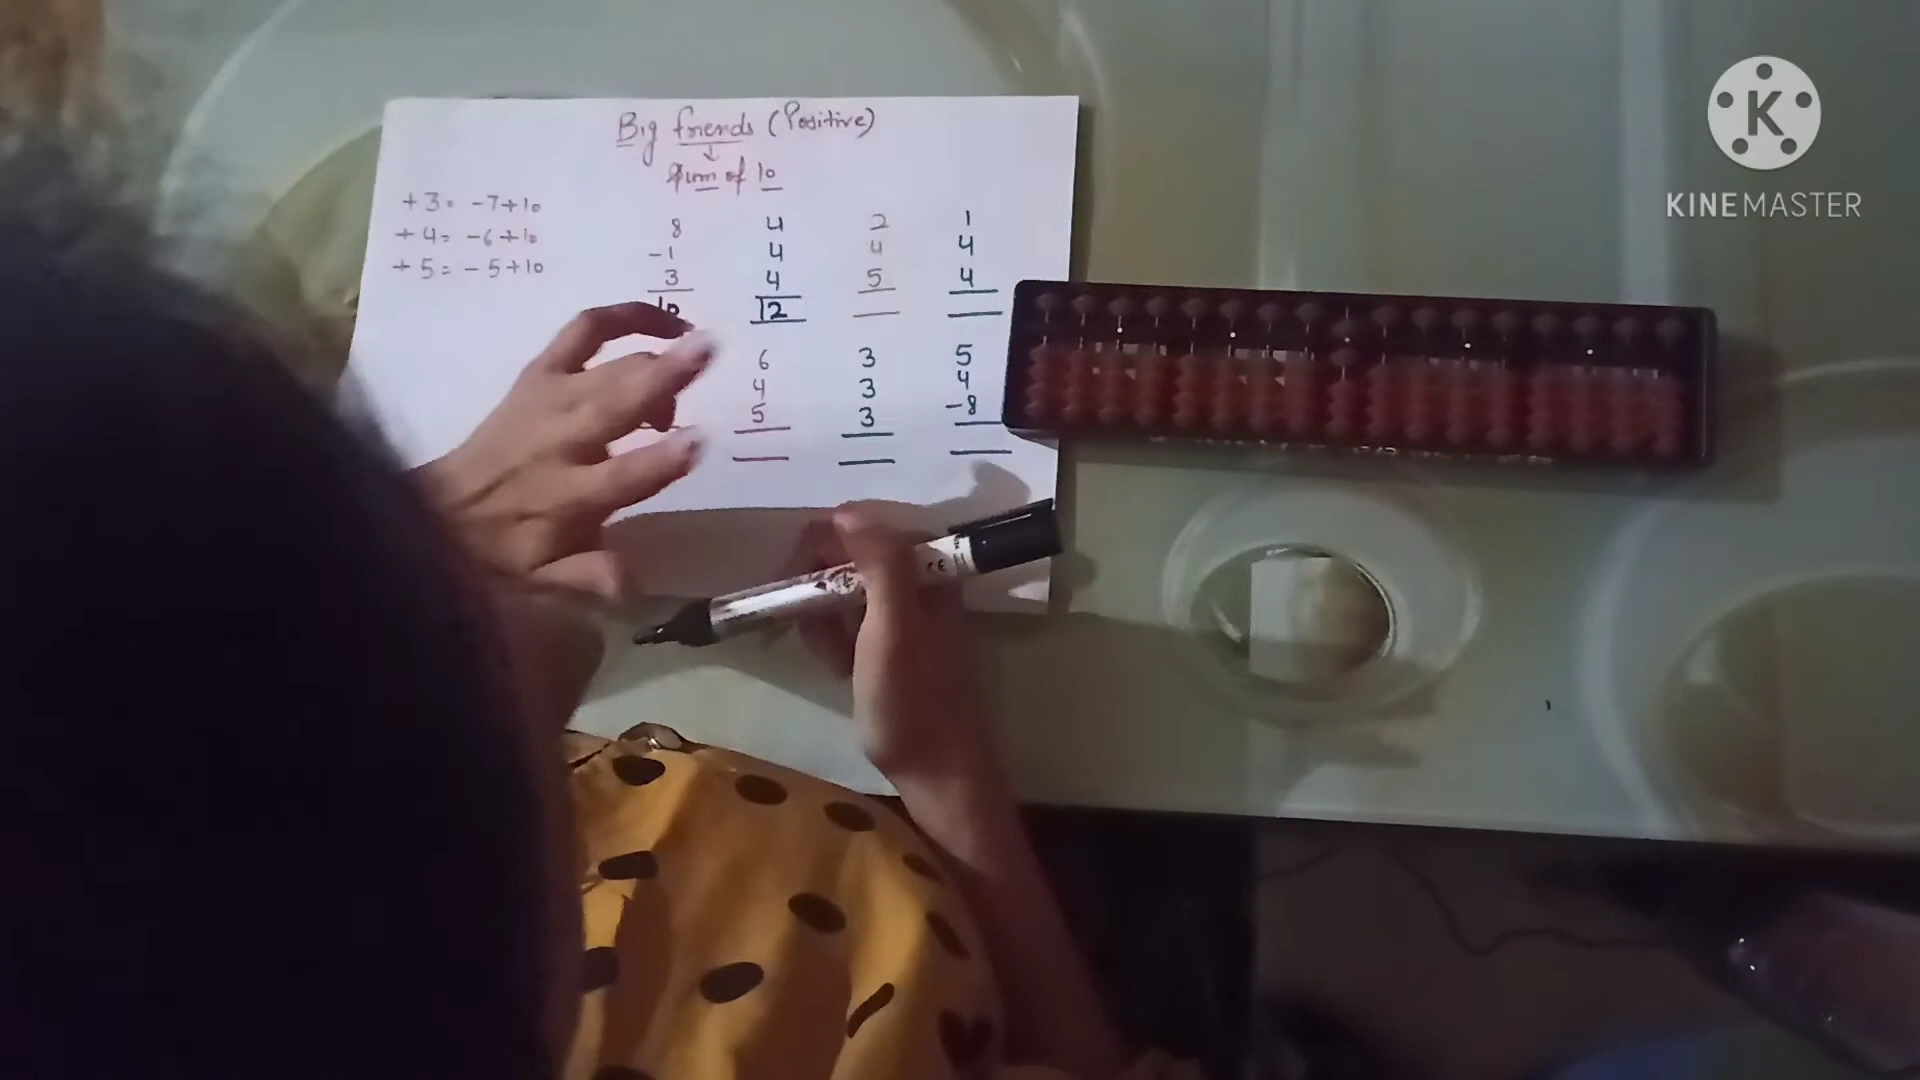 Big friends (Positive)
Sum of 10
+3= -7+10
+4= -6+10
+5= -5+10
8 4 2 1
-1 4 4 4
3 4 5 4
10 12
6 3 5
4 3 4
5 3 -8
K
KINEMASTER